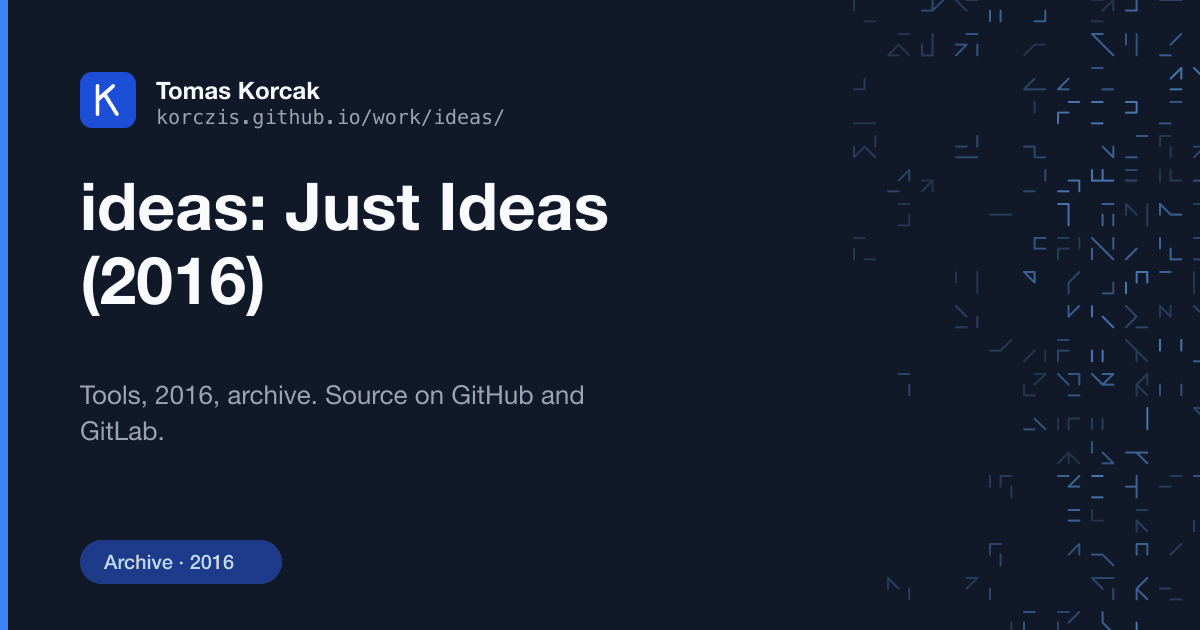 K
Tomas Korcak
korczis.github.io/work/ideas/
ideas: Just Ideas
(2016)
Tools, 2016, archive. Source on GitHub and
GitLab.
Archive · 2016